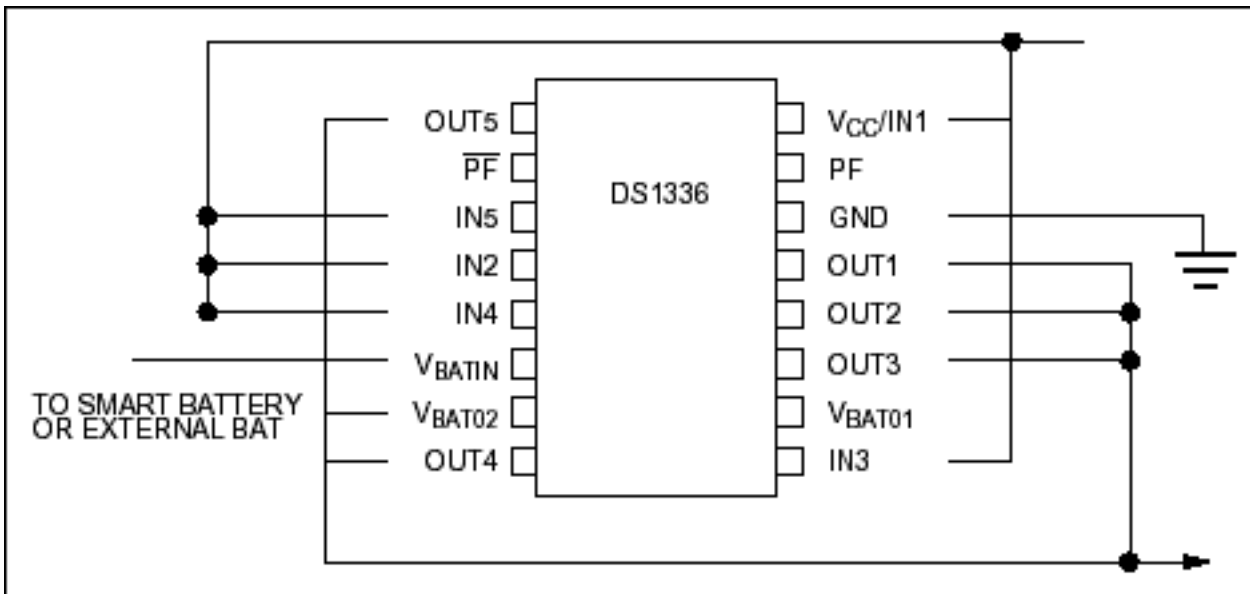 OUT5
PF
IN5
IN2
IN4
VBATIN
VBAT02
OUT4
TO SMART BATTERY
OR EXTERNAL BAT
DS1336
VCC/IN1
PF
GND
OUT1
OUT2
OUT3
VBAT01
IN3